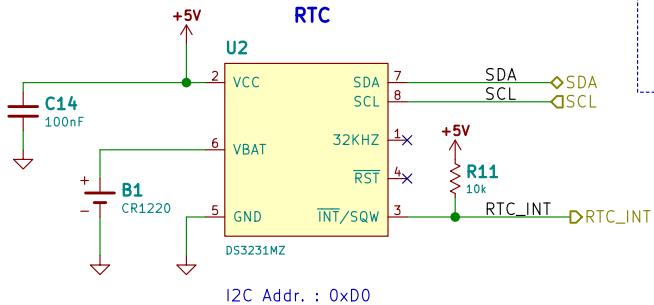 RTC
+5V
U2
2 VCC SDA 7 SDA SDA
SCL 8 SCL SCL
C14
100nF
32KHZ 1
+5V
6 VBAT
RST 4
R11
10k
+
B1
CR1220
-
5 GND INT/SQW 3 RTC_INT RTC_INT
DS3231MZ
I2C Addr. : 0xD0